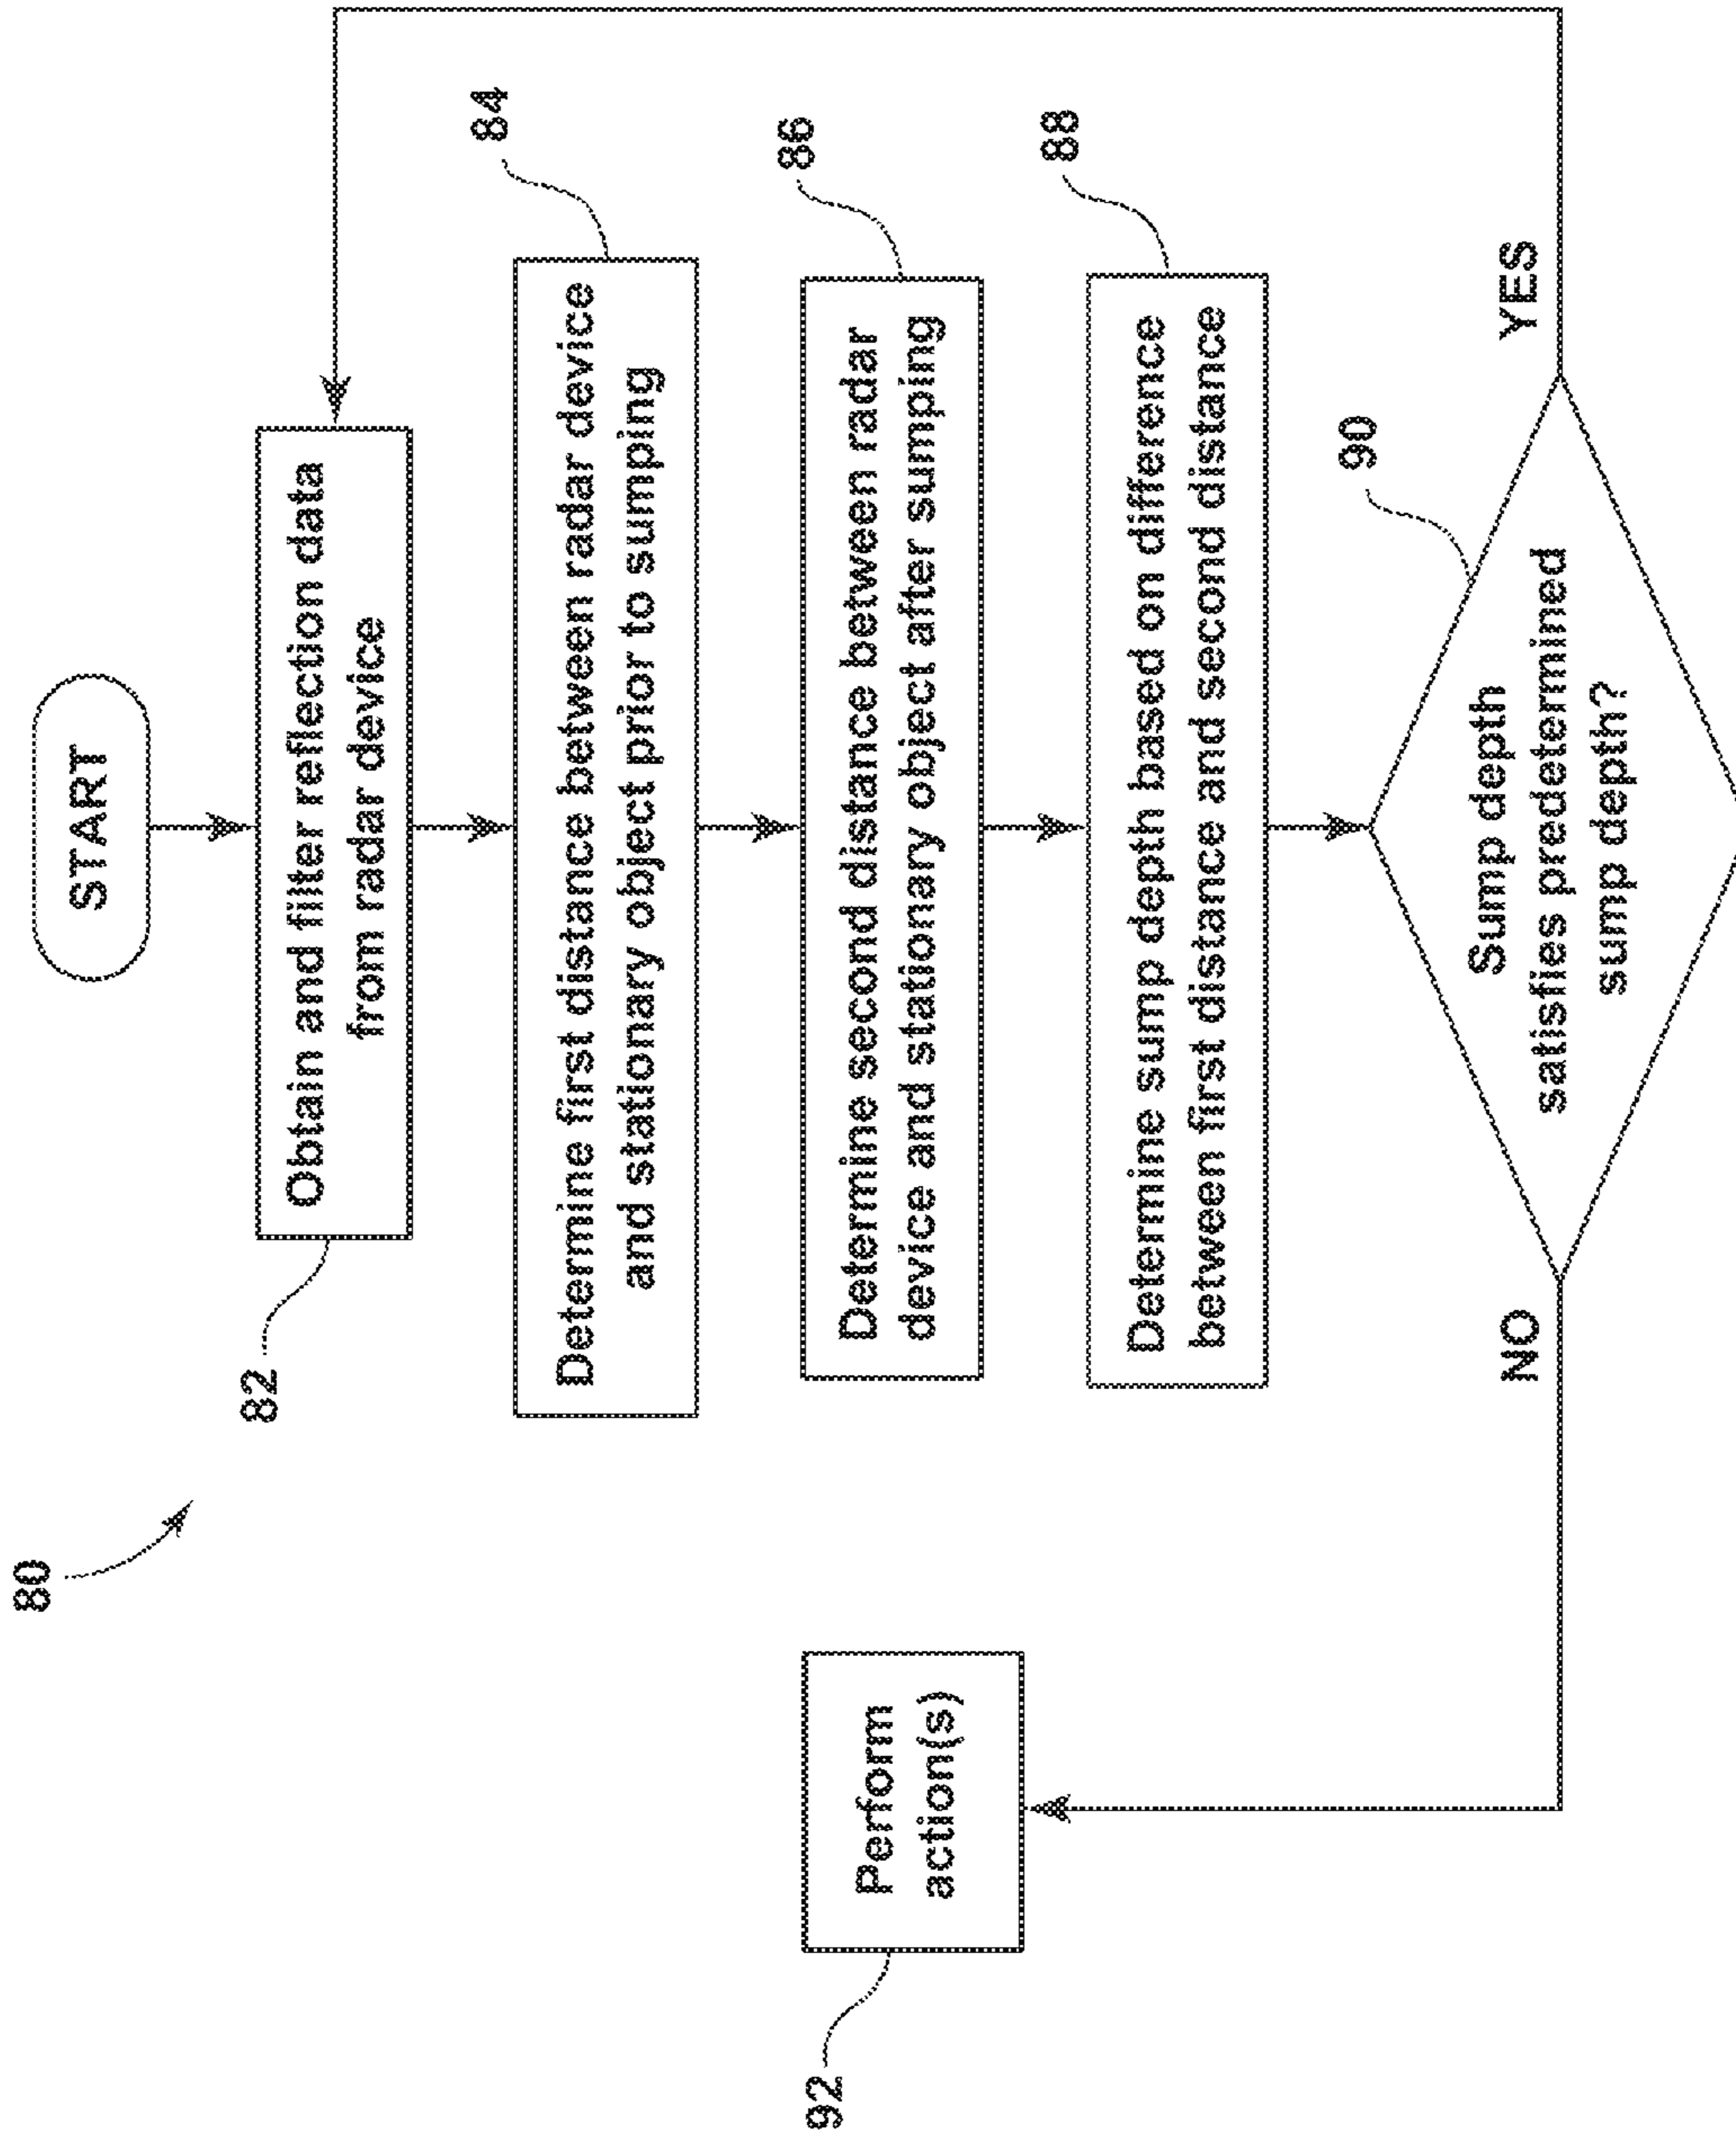 80
START
82
Obtain and filter reflection data
from radar device
84
Determine first distance between radar device
and stationary object prior to sumping
86
Determine second distance between radar
device and stationary object after sumping
88
Determine sump depth based on difference
between first distance and second distance
90
Sump depth
satisfies predetermined
sump depth?
NO
YES
92
Perform
action(s)